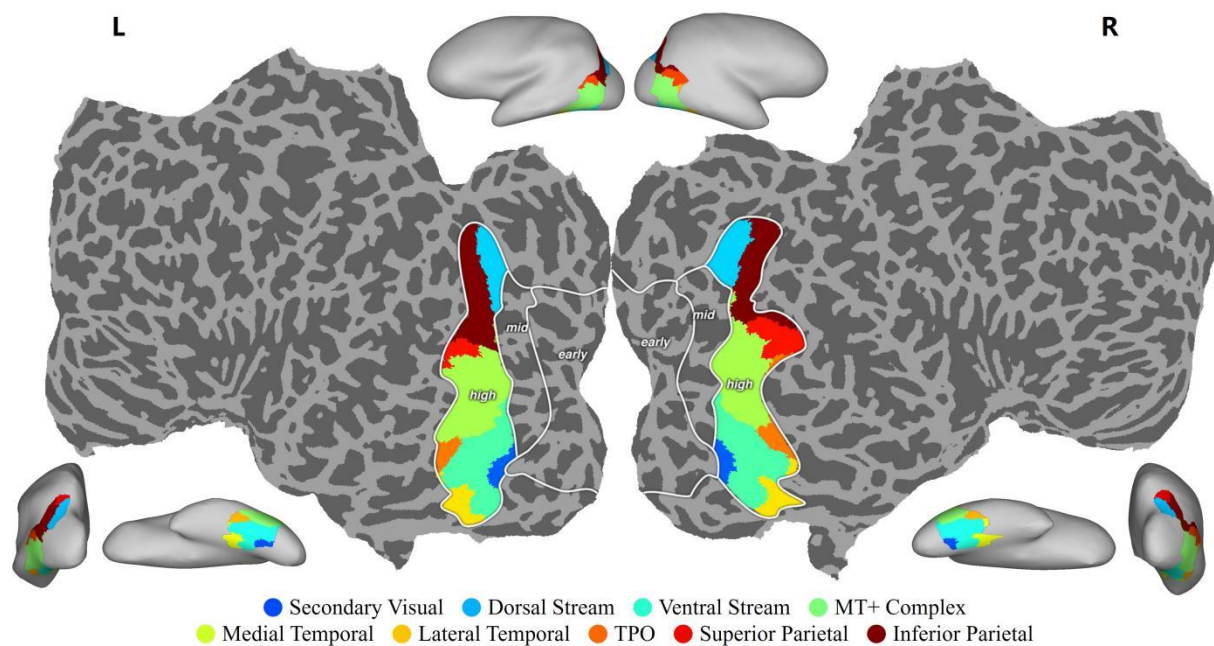 L
R
mid
early
high
early
mid
high
Secondary Visual Dorsal Stream Ventral Stream MT+ Complex
Medial Temporal Lateral Temporal TPO Superior Parietal Inferior Parietal